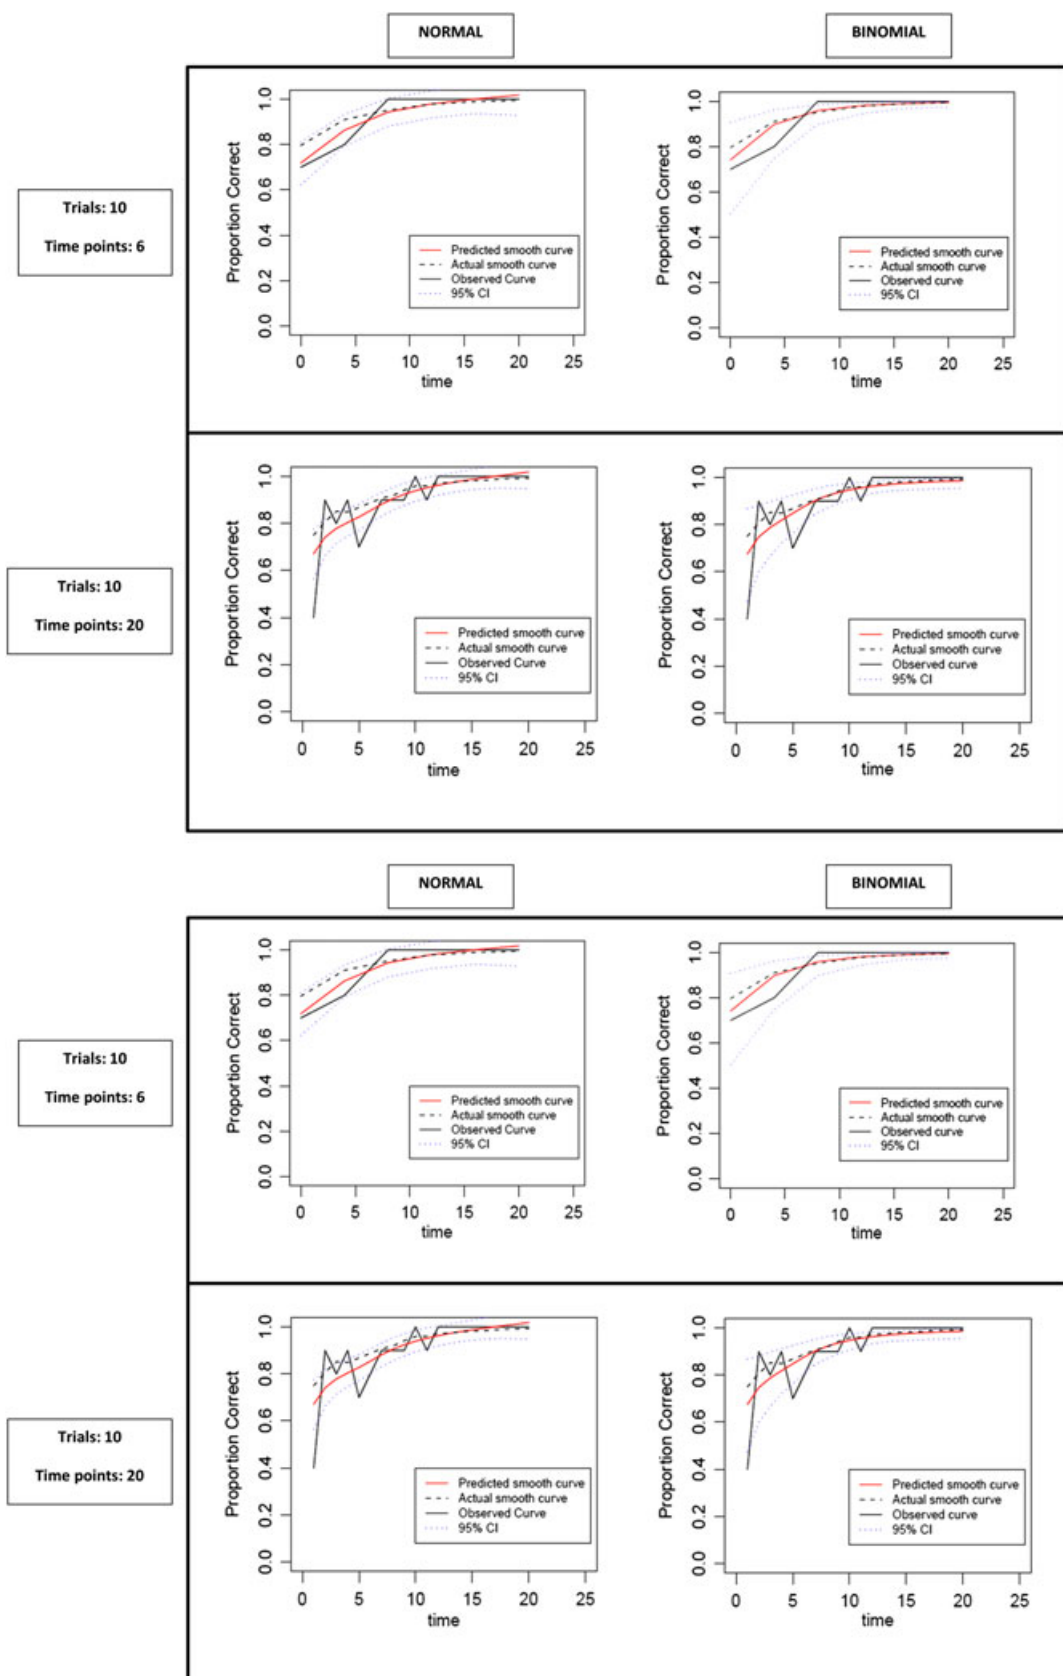 NORMAL
BINOMIAL
Trials: 10
Time points: 6
Proportion Correct
0.0 0.2 0.4 0.6 0.8 1.0
Predicted smooth curve
Actual smooth curve
Observed Curve
95% CI
0 5 10 15 20 25
time
Proportion Correct
0.0 0.2 0.4 0.6 0.8 1.0
Predicted smooth curve
Actual smooth curve
Observed curve
95% CI
0 5 10 15 20 25
time
Trials: 10
Time points: 20
Proportion Correct
0.0 0.2 0.4 0.6 0.8 1.0
Predicted smooth curve
Actual smooth curve
Observed Curve
95% CI
0 5 10 15 20 25
time
Proportion Correct
0.0 0.2 0.4 0.6 0.8 1.0
Predicted smooth curve
Actual smooth curve
Observed curve
95% CI
0 5 10 15 20 25
time
NORMAL
BINOMIAL
Trials: 10
Time points: 6
Proportion Correct
0.0 0.2 0.4 0.6 0.8 1.0
Predicted smooth curve
Actual smooth curve
Observed Curve
95% CI
0 5 10 15 20 25
time
Proportion Correct
0.0 0.2 0.4 0.6 0.8 1.0
Predicted smooth curve
Actual smooth curve
Observed curve
95% CI
0 5 10 15 20 25
time
Trials: 10
Time points: 20
Proportion Correct
0.0 0.2 0.4 0.6 0.8 1.0
Predicted smooth curve
Actual smooth curve
Observed Curve
95% CI
0 5 10 15 20 25
time
Proportion Correct
0.0 0.2 0.4 0.6 0.8 1.0
Predicted smooth curve
Actual smooth curve
Observed curve
95% CI
0 5 10 15 20 25
time